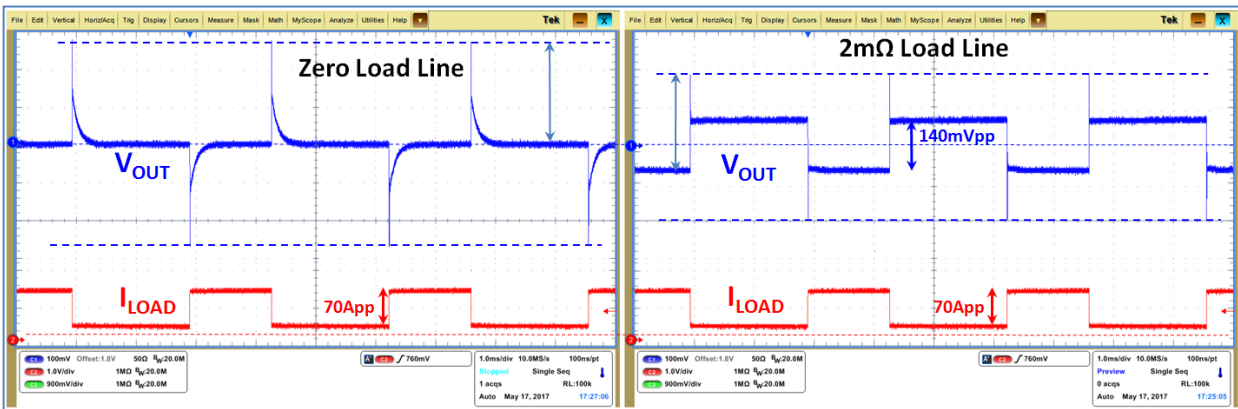 File Edit Vertical Horiz/Acq Trig Display Cursors Measure Mask Math MyScope Analyze Utilities Help Tek X
Zero Load Line
1
VOUT
ILOAD
70App
2
C1 100mV Offset:1.8V 50Ω BW:20.0M
C2 1.0V/div 1MΩ BW:20.0M
C3 900mV/div 1MΩ BW:20.0M
A' C2 760mV
1.0ms/div 10.0MS/s 100ns/pt
Stopped Single Seq
1 acqs RL:100k
Auto May 17, 2017 17:27:06
File Edit Vertical Horiz/Acq Trig Display Cursors Measure Mask Math MyScope Analyze Utilities Help Tek X
2mΩ Load Line
1
140mVpp
VOUT
ILOAD
70App
2
C1 100mV Offset:1.8V 50Ω BW:20.0M
C2 1.0V/div 1MΩ BW:20.0M
C3 900mV/div 1MΩ BW:20.0M
A' C2 760mV
1.0ms/div 10.0MS/s 100ns/pt
Preview Single Seq
0 acqs RL:100k
Auto May 17, 2017 17:25:05